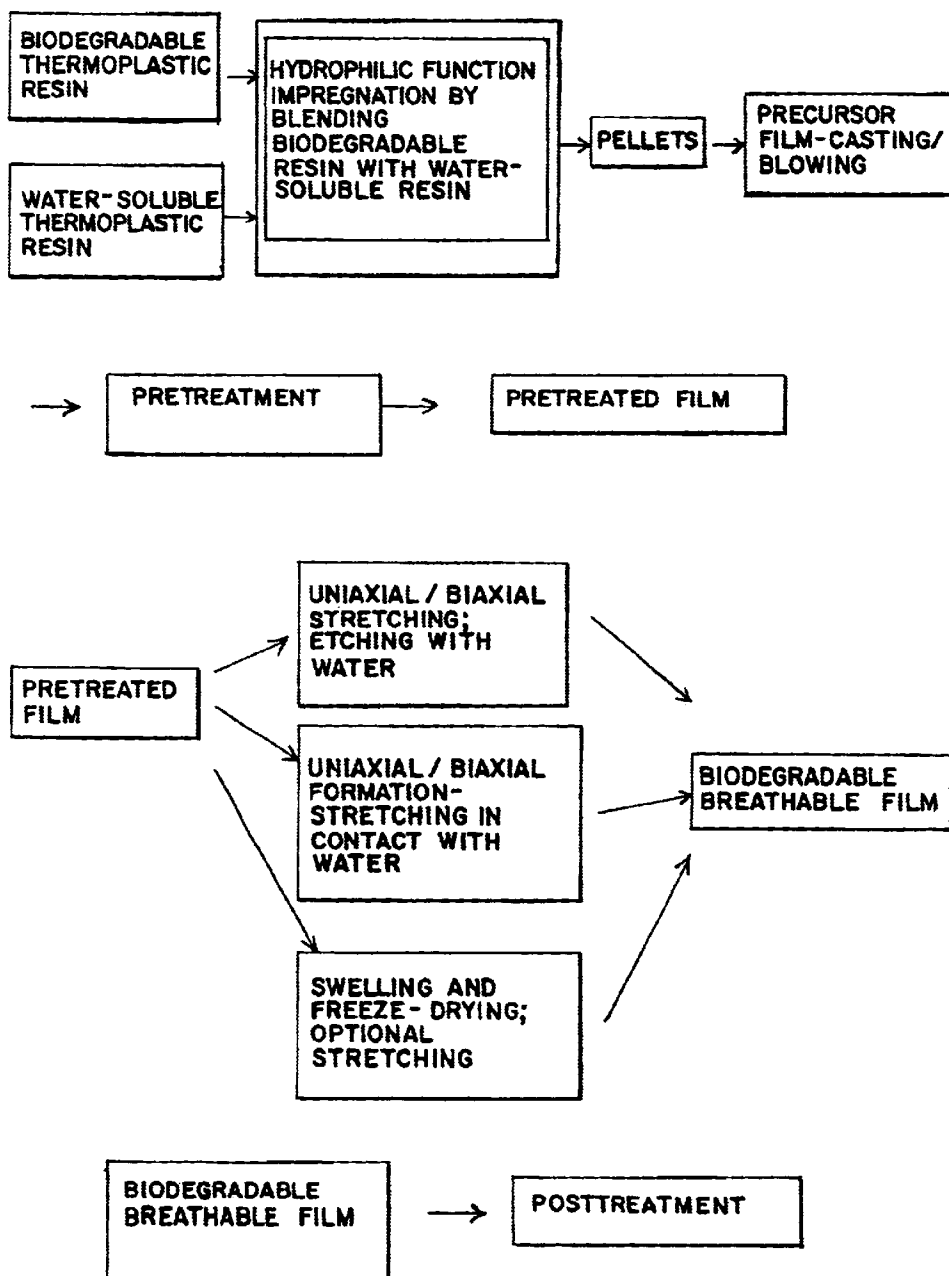 BIODEGRADABLE
THERMOPLASTIC
RESIN
WATER-SOLUBLE
THERMOPLASTIC
RESIN
HYDROPHILIC FUNCTION
IMPREGNATION BY
BLENDING
BIODEGRADABLE
RESIN WITH WATER-
SOLUBLE RESIN
PELLETS
PRECURSOR
FILM-CASTING/
BLOWING
PRETREATMENT
PRETREATED FILM
PRETREATED
FILM
UNIAXIAL / BIAXIAL
STRETCHING;
ETCHING WITH
WATER
UNIAXIAL / BIAXIAL
FORMATION-
STRETCHING IN
CONTACT WITH
WATER
SWELLING AND
FREEZE-DRYING;
OPTIONAL
STRETCHING
BIODEGRADABLE
BREATHABLE FILM
BIODEGRADABLE
BREATHABLE FILM
POSTTREATMENT